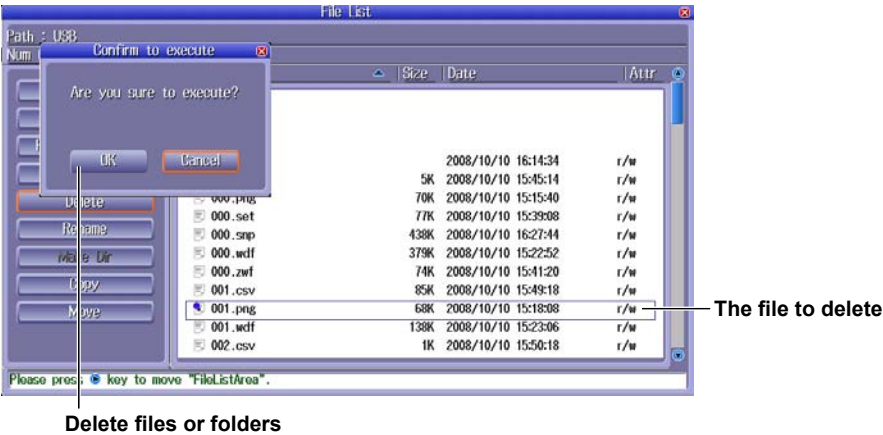 File List
Path : USB
Num
Confirm to execute
Are you sure to execute?
OK Cancel
Size Date Attr
2008/10/10 16:14:34 r/w
5K 2008/10/10 15:45:14 r/w
000.png 70K 2008/10/10 15:15:40 r/w
000.set 77K 2008/10/10 15:39:08 r/w
000.snp 438K 2008/10/10 16:27:44 r/w
000.wdf 379K 2008/10/10 15:22:52 r/w
000.zwf 74K 2008/10/10 15:41:20 r/w
001.csv 85K 2008/10/10 15:49:18 r/w
001.png 68K 2008/10/10 15:18:08 r/w
001.wdf 138K 2008/10/10 15:23:06 r/w
002.csv 1K 2008/10/10 15:50:18 r/w
Delete
Rename
Make Dir
Copy
Move
The file to delete
Please press key to move "FileListArea".
Delete files or folders